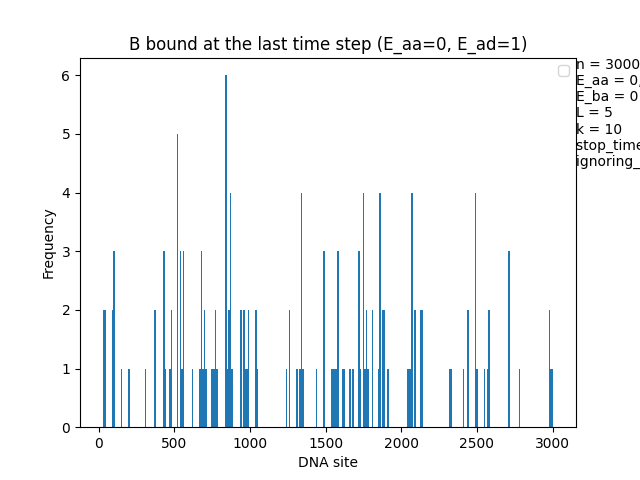 B bound at the last time step (E_aa=0, E_ad=1)
n = 3000
E_aa = 0,
E_ba = 0
L = 5
k = 10
stop_time
ignoring_
Frequency
6
5
4
3
2
1
0
0 500 1000 1500 2000 2500 3000
DNA site